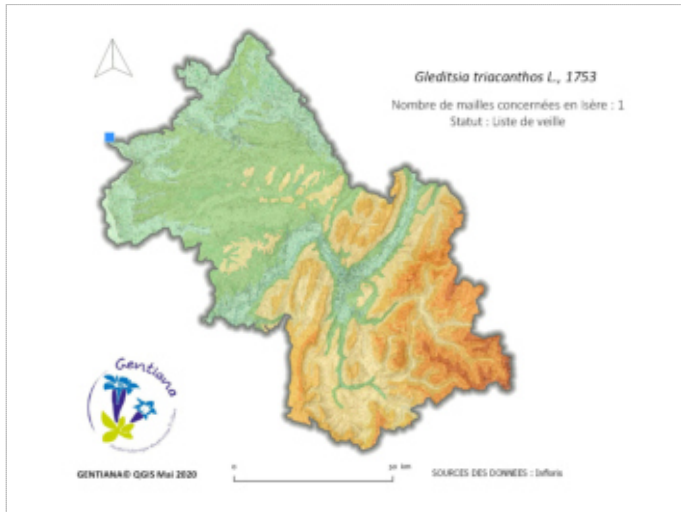 Gleditsia triacanthos L., 1753
Nombre de mailles concernées en Isère : 1
Statut : Liste de veille
Gentiana
GENTIANA© QGIS Mai 2020
0
km
SOURCES DES DONNEES : Infloris